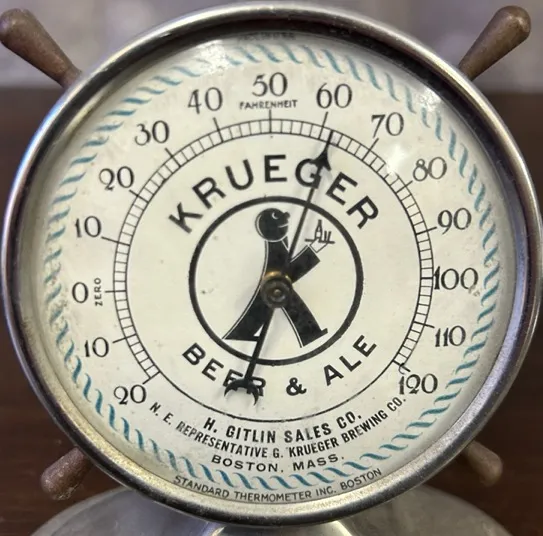 50
40
60
FAHRENHEIT
30
70
20
80
10
90
0
ZERO
100
10
110
20
120
KRUEGER
BEER & ALE
H. GITLIN SALES CO.
N. E. REPRESENTATIVE G. KRUEGER BREWING CO.
BOSTON, MASS.
STANDARD THERMOMETER INC. BOSTON